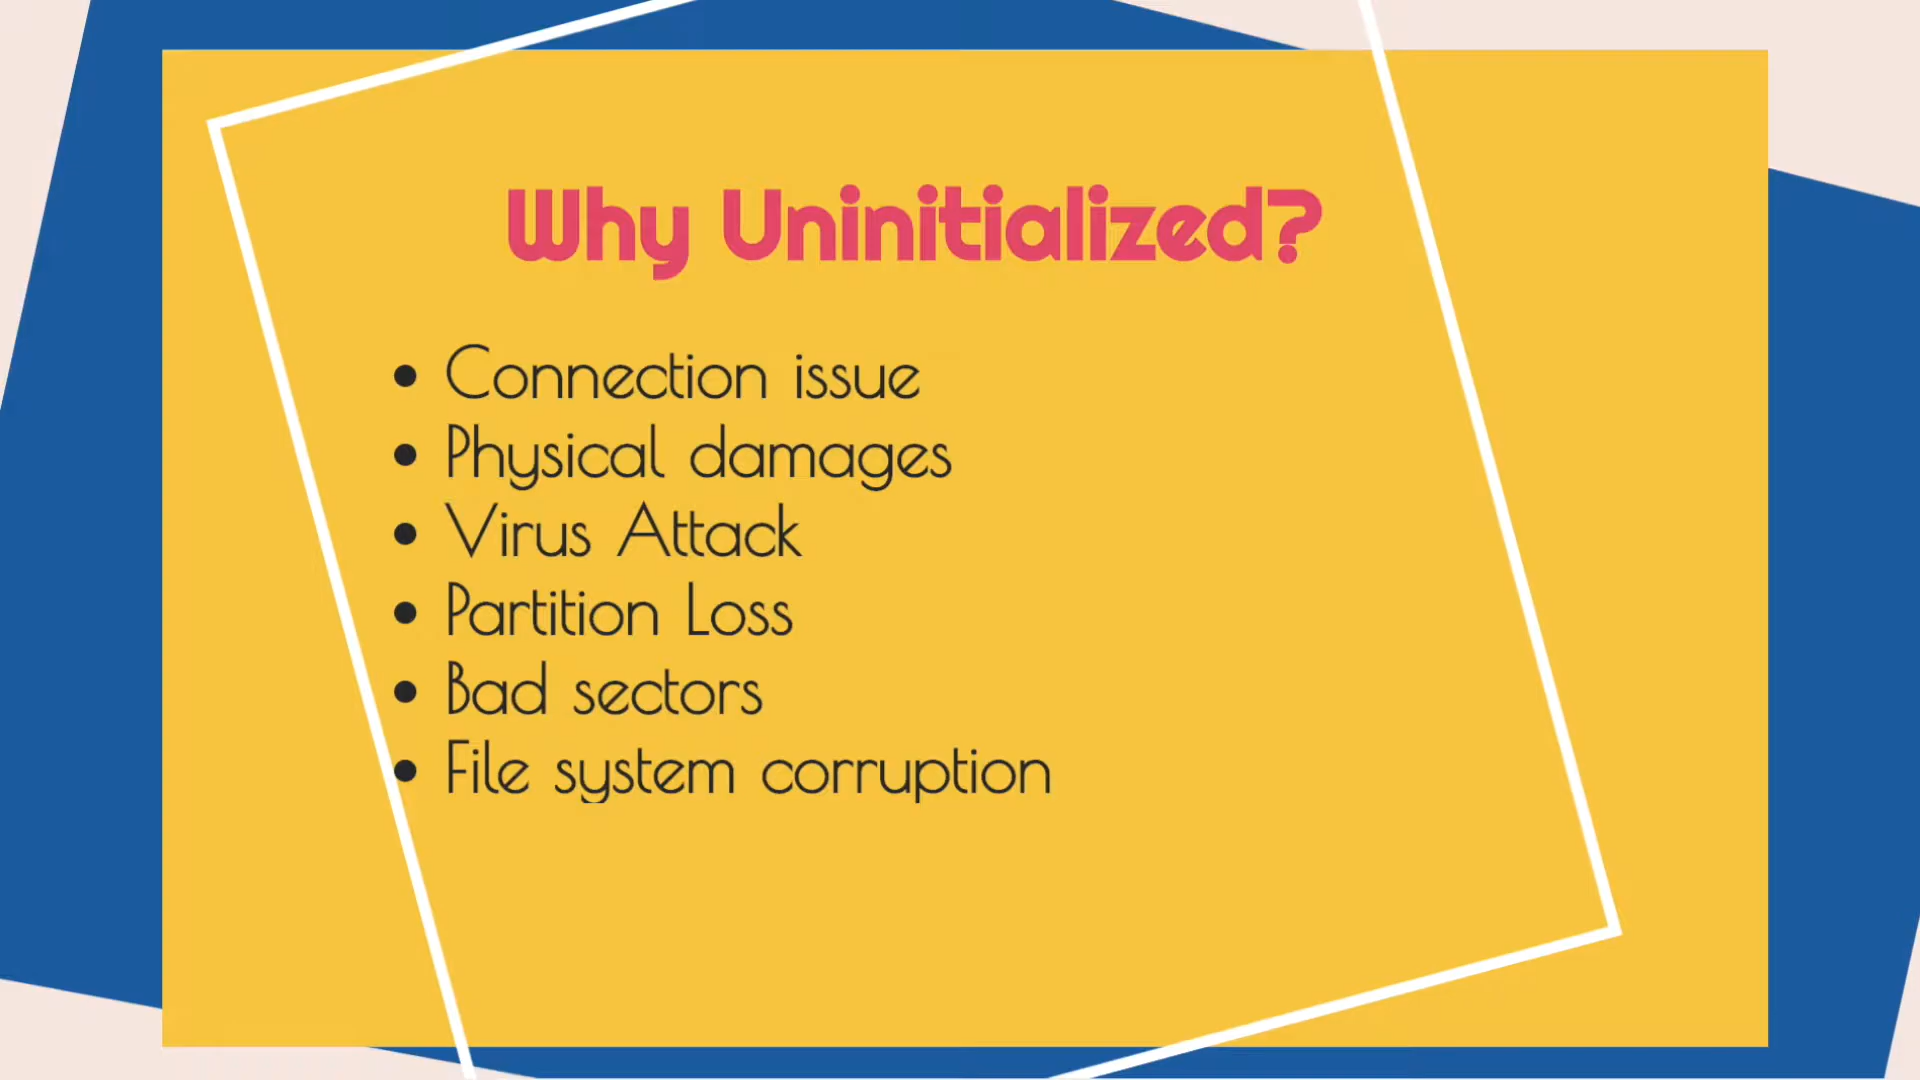 Why Uninitialized?
• Connection issue
• Physical damages
• Virus Attack
• Partition Loss
• Bad sectors
• File system corruption